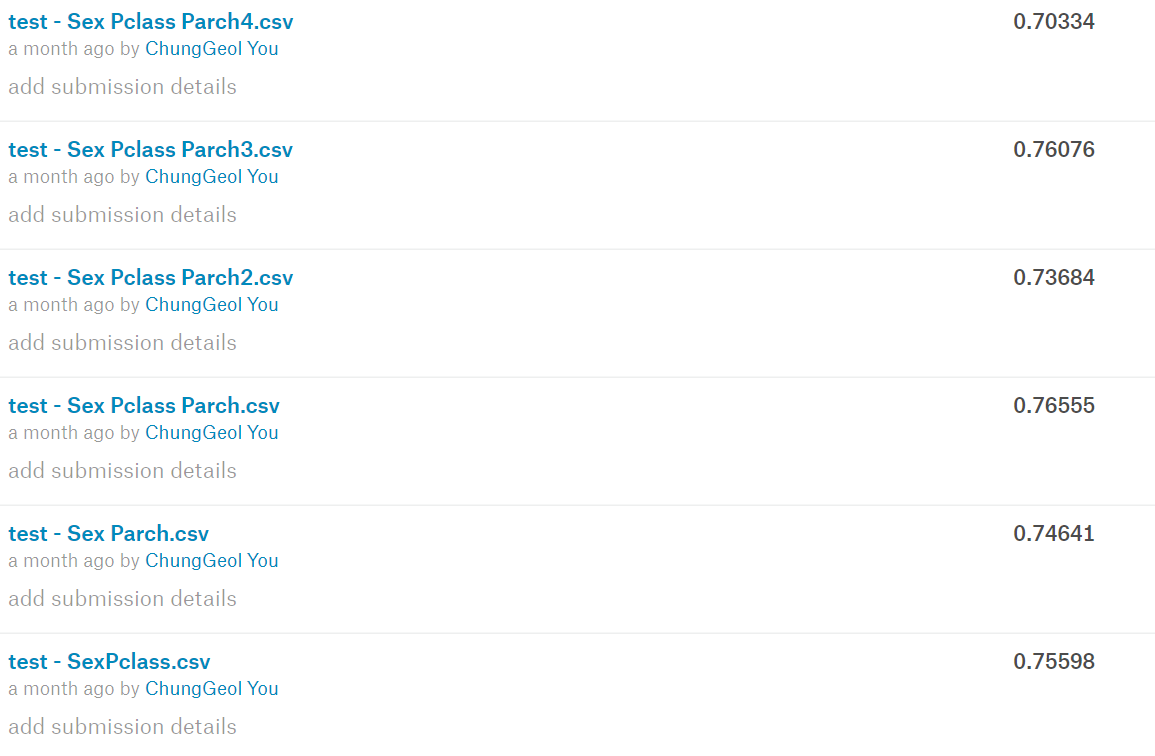 test - Sex Pclass Parch4.csv 0.70334
a month ago by ChungGeol You
add submission details
test - Sex Pclass Parch3.csv 0.76076
a month ago by ChungGeol You
add submission details
test - Sex Pclass Parch2.csv 0.73684
a month ago by ChungGeol You
add submission details
test - Sex Pclass Parch.csv 0.76555
a month ago by ChungGeol You
add submission details
test - Sex Parch.csv 0.74641
a month ago by ChungGeol You
add submission details
test - SexPclass.csv 0.75598
a month ago by ChungGeol You
add submission details